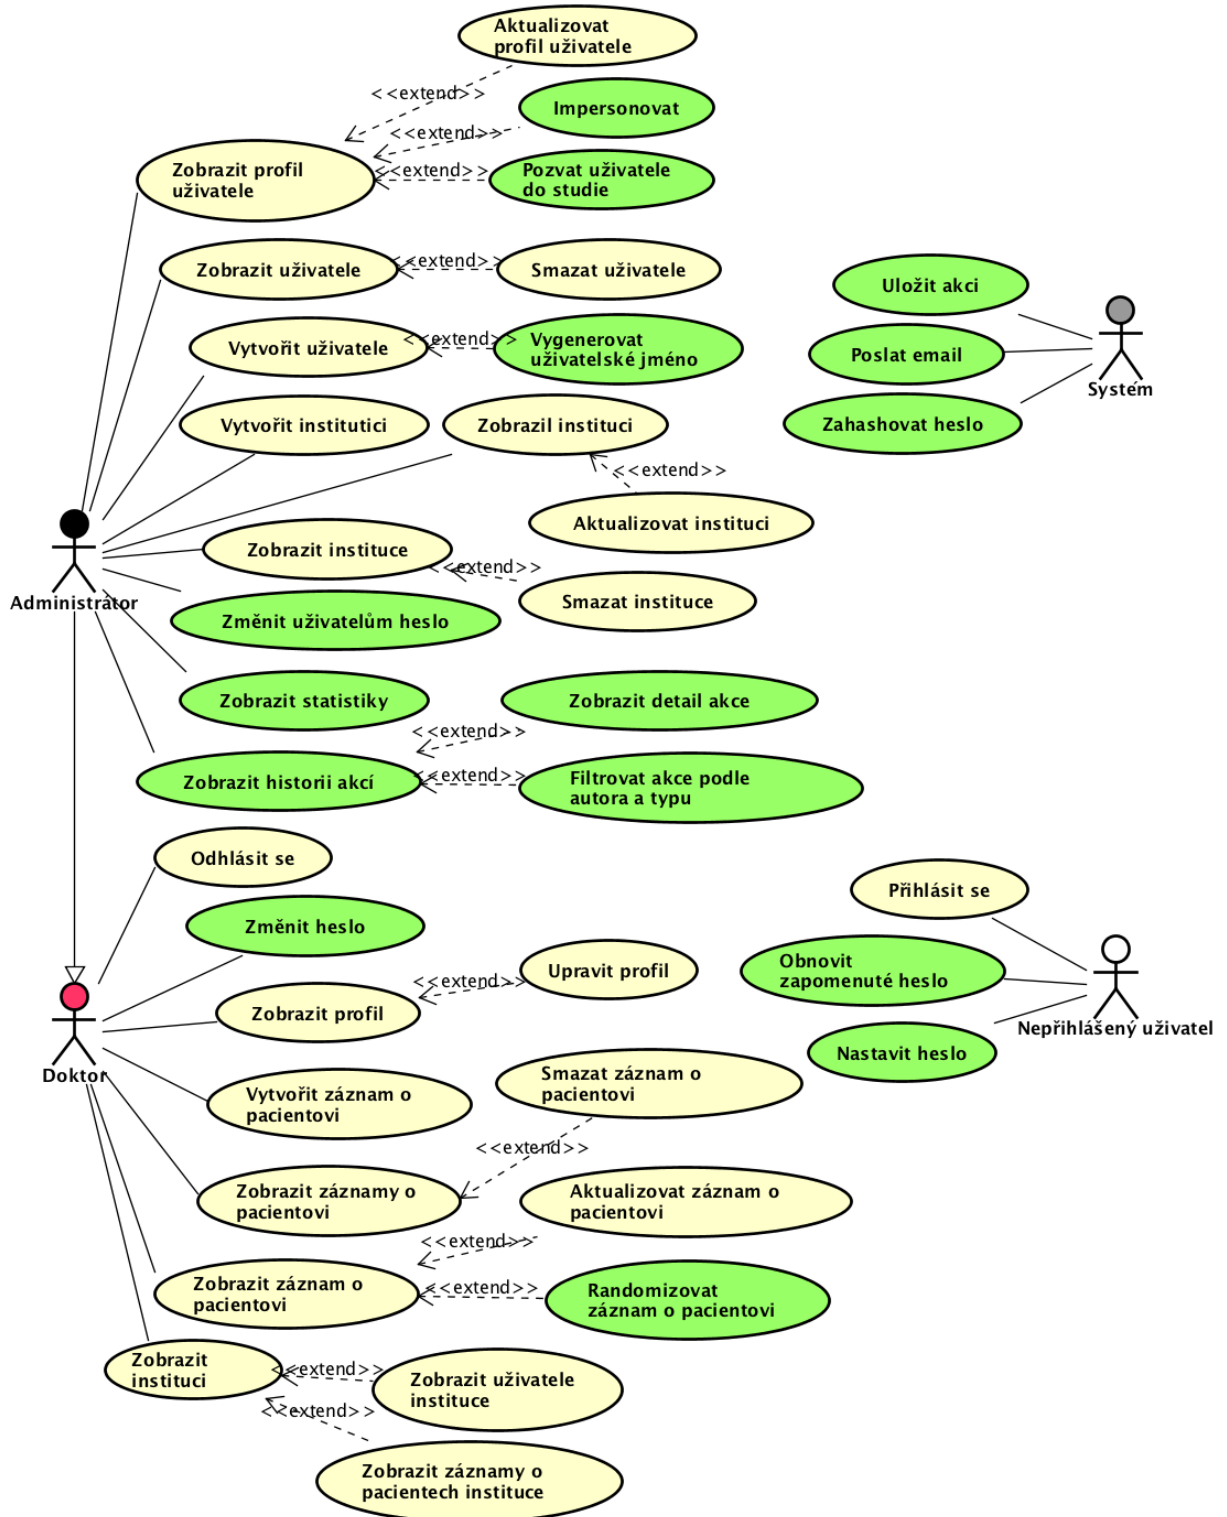 Aktualizovat
profil uživatele
<<extend>>
Impersonovat
<<extend>>
Zobrazit profil
uživatele
<<extend>>
Pozvat uživatele
do studie
Zobrazit uživatele
<<extend>>
Smazat uživatele
Vytvořit uživatele
<<extend>>
Vygenerovat
uživatelské jméno
Vytvořit institutici
Zobrazil instituci
<<extend>>
Aktualizovat instituci
Zobrazit instituce
<<extend>>
Smazat instituce
Administrátor
Změnit uživatelům heslo
Zobrazit statistiky
Zobrazit detail akce
<<extend>>
Zobrazit historii akcí
<<extend>>
Filtrovat akce podle
autora a typu
Uložit akci
Poslat email
Zahashovat heslo
Systém
Odhlásit se
Změnit heslo
Zobrazit profil
<<extend>>
Upravit profil
Doktor
Vytvořit záznam o
pacientovi
Smazat záznam o
pacientovi
<<extend>>
Zobrazit záznamy o
pacientovi
Aktualizovat záznam o
pacientovi
<<extend>>
Zobrazit záznam o
pacientovi
<<extend>>
Randomizovat
záznam o pacientovi
Zobrazit
instituci
<<extend>>
Zobrazit uživatele
instituce
<<extend>>
Zobrazit záznamy o
pacientech instituce
Přihlásit se
Obnovit
zapomenuté heslo
Nastavit heslo
Nepřihlášený uživatel